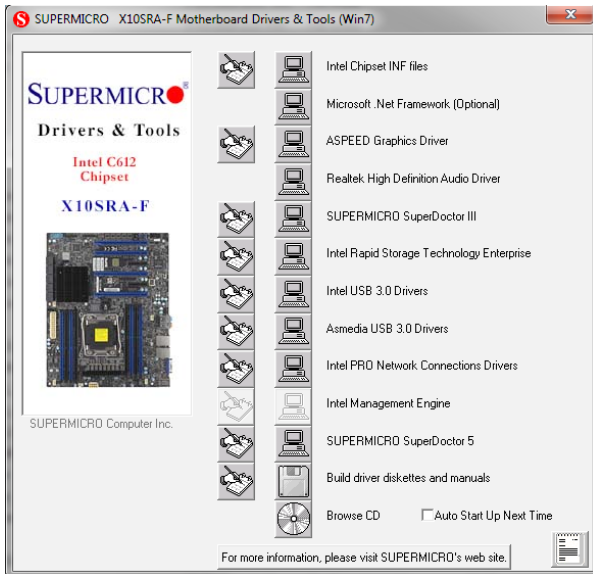 SUPERMICRO X10SRA-F Motherboard Drivers & Tools (Win7)
SUPERMICRO
Drivers & Tools
Intel C612
Chipset
X10SRA-F
SUPERMICRO Computer Inc.
Intel Chipset INF files
Microsoft .Net Framework (Optional)
ASPEED Graphics Driver
Realtek High Definition Audio Driver
SUPERMICRO SuperDoctor III
Intel Rapid Storage Technology Enterprise
Intel USB 3.0 Drivers
Asmedia USB 3.0 Drivers
Intel PRO Network Connections Drivers
Intel Management Engine
SUPERMICRO SuperDoctor 5
Build driver diskettes and manuals
Browse CD
Auto Start Up Next Time
For more information, please visit SUPERMICRO's web site.